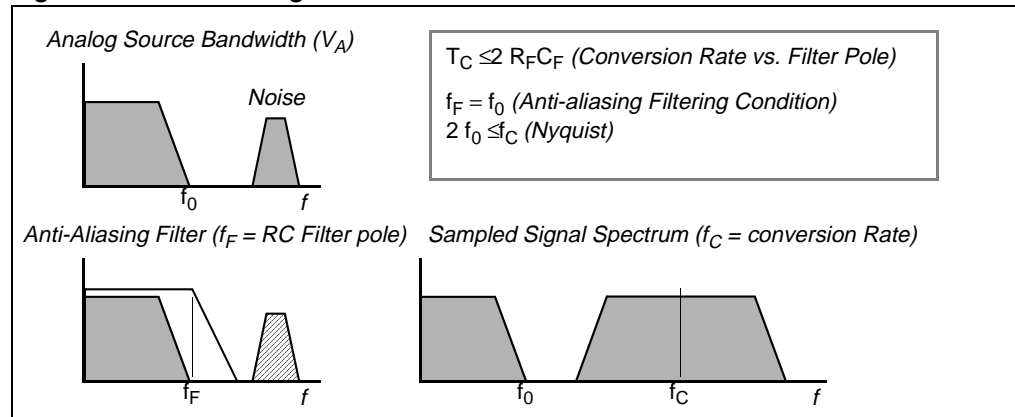 Analog Source Bandwidth (VA)
Noise
f0
f
TC ≤2 RFCF (Conversion Rate vs. Filter Pole)
fF = f0 (Anti-aliasing Filtering Condition)
2 f0 ≤fC (Nyquist)
Anti-Aliasing Filter (fF = RC Filter pole)
fF
f
Sampled Signal Spectrum (fC = conversion Rate)
f0
fC
f